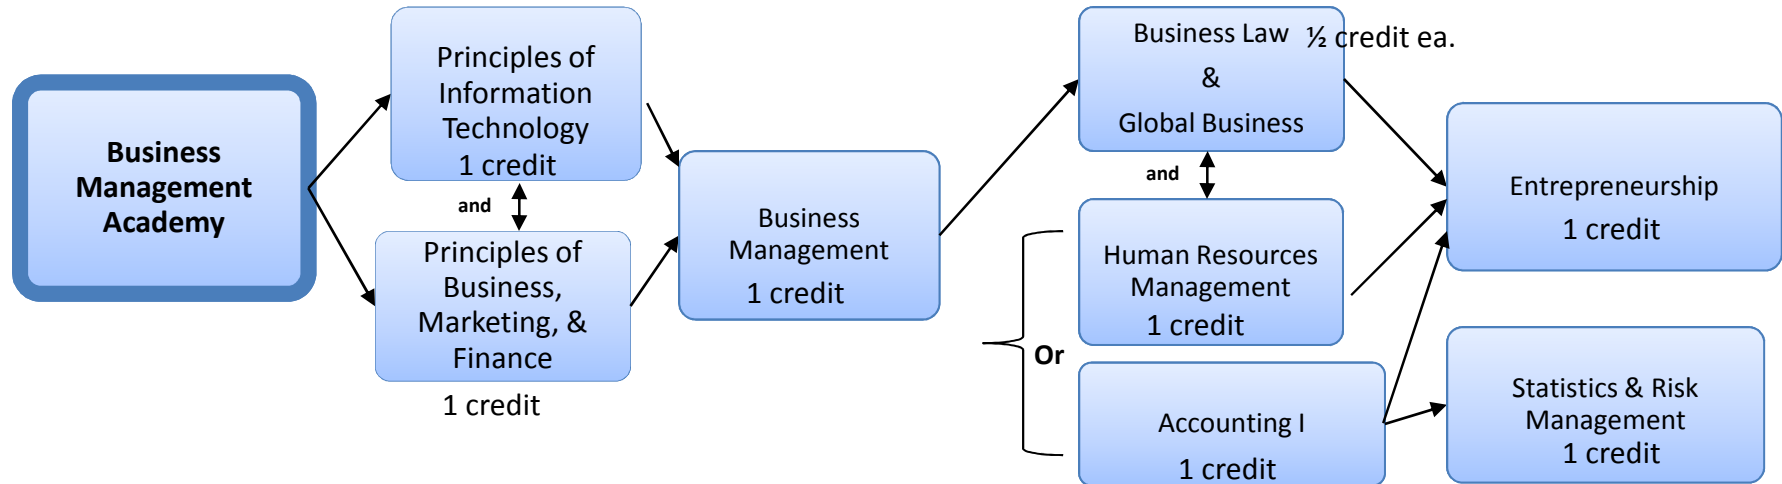 Business
Management
Academy
Principles of
Information
Technology
1 credit
and
Principles of
Business,
Marketing, &
Finance
1 credit
Business
Management
1 credit
Business Law
½ credit ea.
&
Global Business
and
Human Resources
Management
1 credit
Or
Accounting I
1 credit
Entrepreneurship
1 credit
Statistics & Risk
Management
1 credit